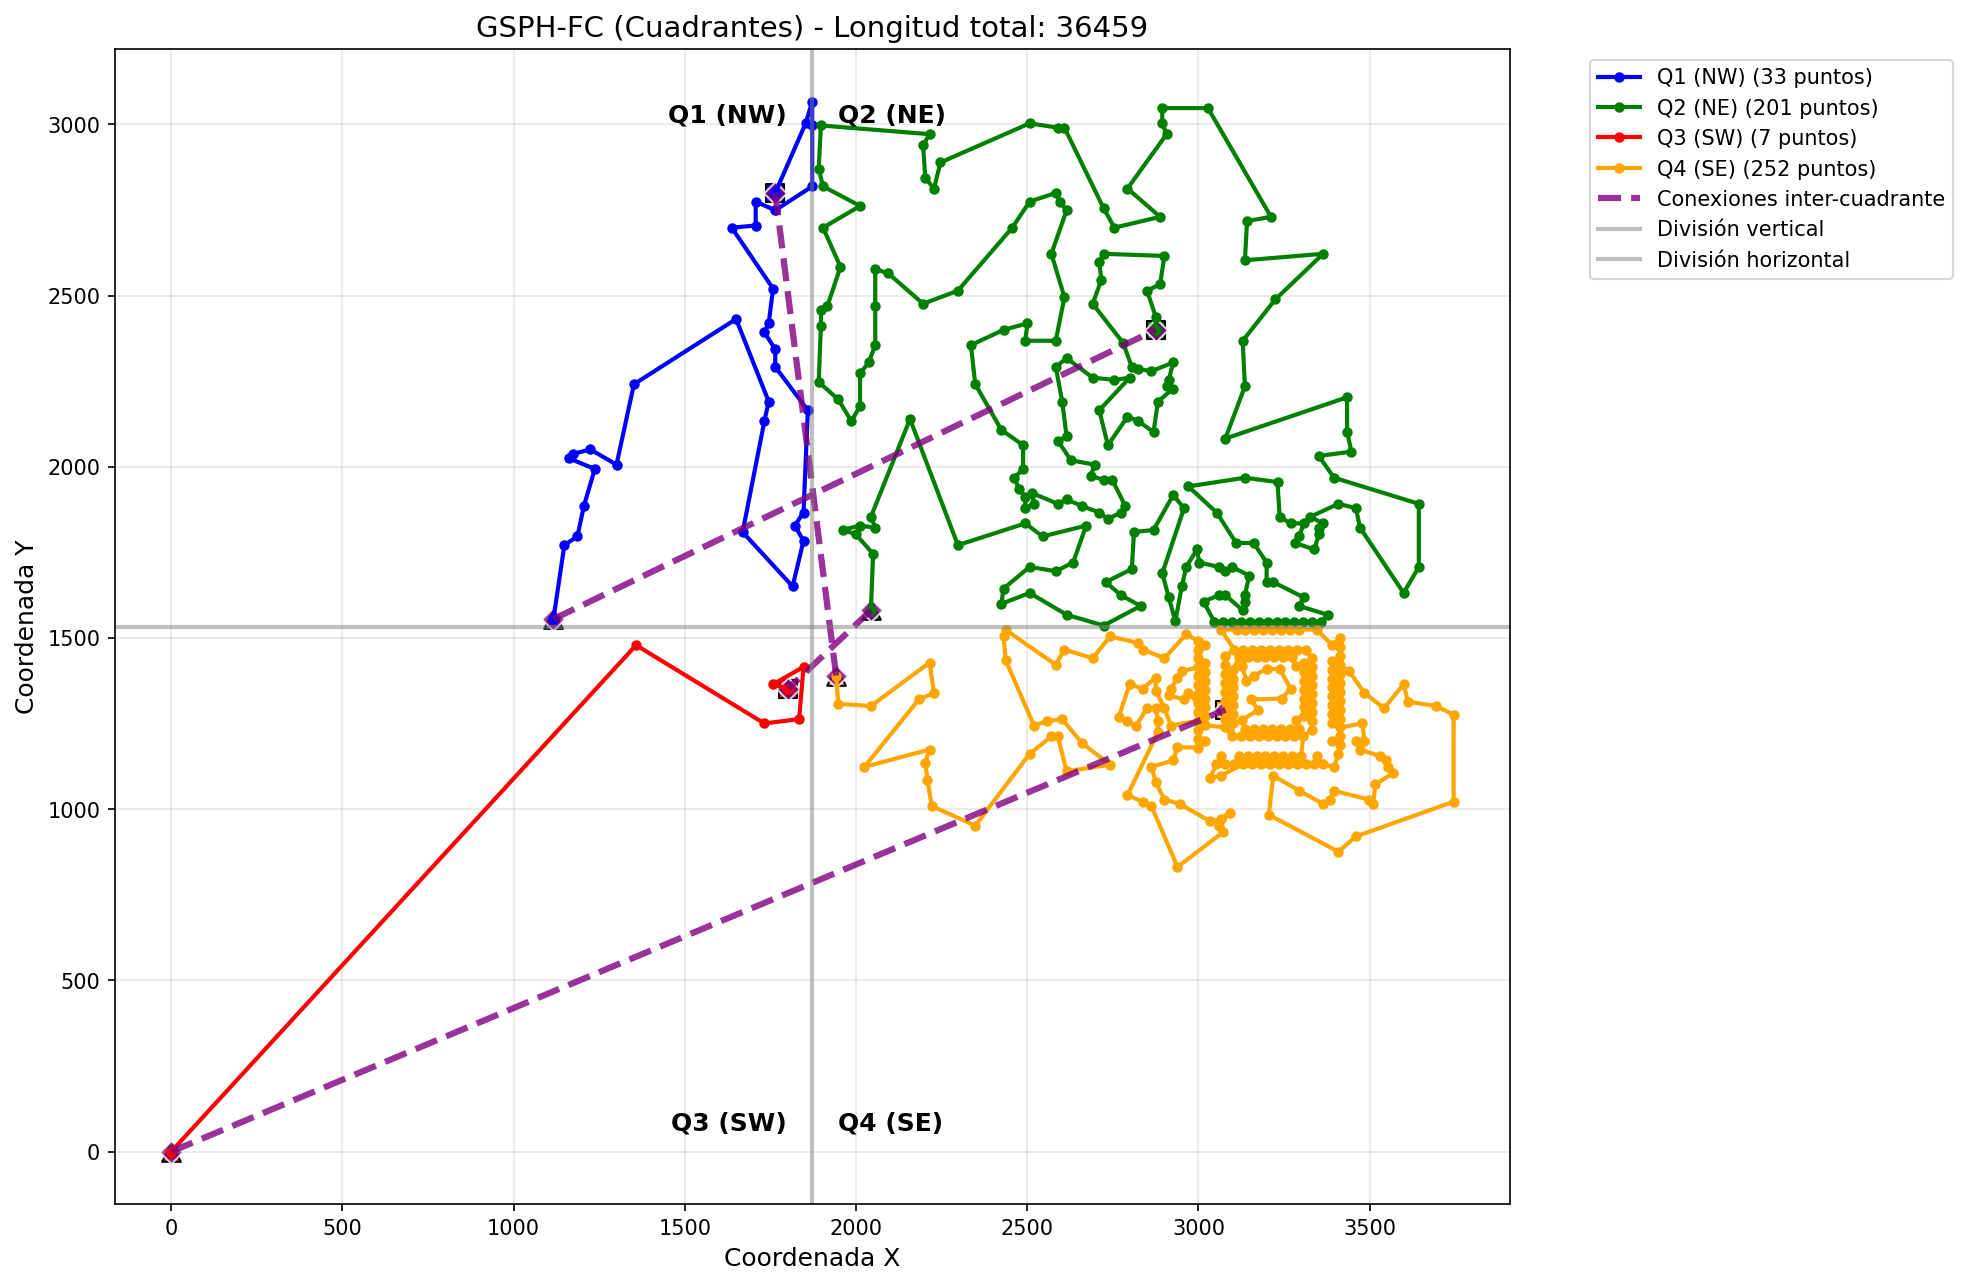 GSPH-FC (Cuadrantes) - Longitud total: 36459
Q1 (NW) (33 puntos)
Q2 (NE) (201 puntos)
Q3 (SW) (7 puntos)
Q4 (SE) (252 puntos)
Conexiones inter-cuadrante
División vertical
División horizontal
Q1 (NW)
Q2 (NE)
Q3 (SW)
Q4 (SE)
Coordenada Y
3000
2500
2000
1500
1000
500
0
0
500
1000
1500
2000
2500
3000
3500
Coordenada X